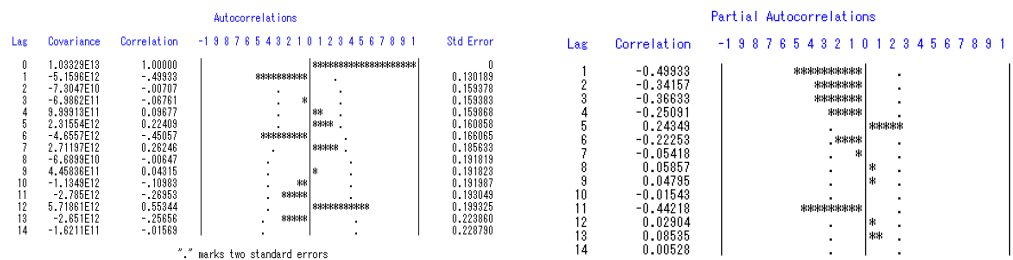 Autocorrelations
Lag Covariance Correlation -1 9 8 7 6 5 4 3 2 1 0 1 2 3 4 5 6 7 8 9 1 Std Error
0 1.03329E13 1.00000 | |********************| 0
1 -5.1596E12 -.49933 | **********| . | 0.130189
2 -7.3047E10 -.00707 | . | . | 0.159378
3 -6.9862E11 -.06761 | . *| . | 0.159383
4 9.99913E11 0.09677 | . |** . | 0.159868
5 2.31554E12 0.22409 | . |**** . | 0.160858
6 -4.6557E12 -.45057 | *********| . | 0.166065
7 2.71197E12 0.26246 | . |***** . | 0.185633
8 -6.6899E10 -.00647 | . | . | 0.191819
9 4.45836E11 0.04315 | . |* . | 0.191823
10 -1.1349E12 -.10983 | . **| . | 0.191987
11 -2.785E12 -.26953 | . *****| . | 0.193049
12 5.71861E12 0.55344 | . |*********** | 0.199325
13 -2.651E12 -.25656 | . *****| . | 0.223860
14 -1.6211E11 -.01569 | . | . | 0.228790
"." marks two standard errors
Partial Autocorrelations
Lag Correlation -1 9 8 7 6 5 4 3 2 1 0 1 2 3 4 5 6 7 8 9 1
1 -0.49933 | **********| . |
2 -0.34157 | *******| . |
3 -0.36633 | *******| . |
4 -0.25091 | *****| . |
5 0.24349 | . |***** |
6 -0.22253 | .****| . |
7 -0.05418 | . *| . |
8 0.05857 | . |* . |
9 0.04795 | . |* . |
10 -0.01543 | . | . |
11 -0.44218 | *********| . |
12 0.02904 | . |* . |
13 0.08535 | . |** . |
14 0.00528 | . | . |